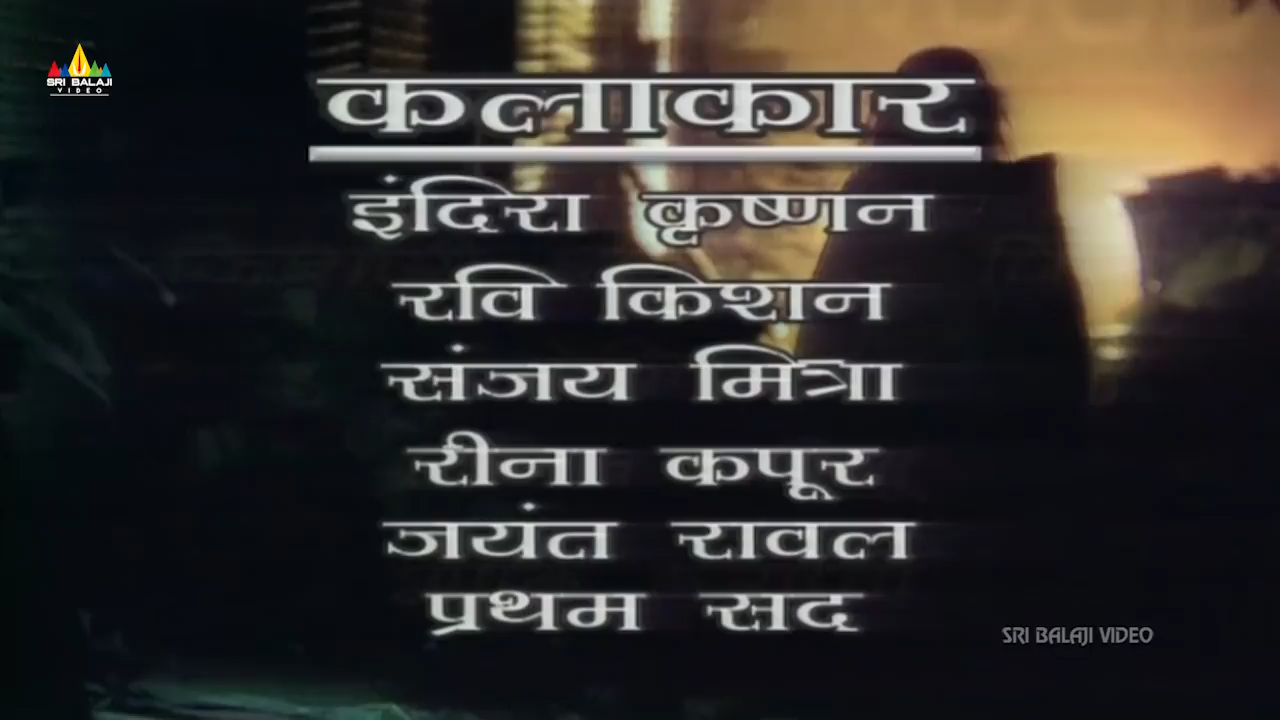 SRI BALAJI
VIDEO
कलाकार
इंदिरा कृष्णन
रवि किशन
संजय मित्रा
रीना कपूर
जयंत रावल
प्रथम सद
SRI BALAJI VIDEO